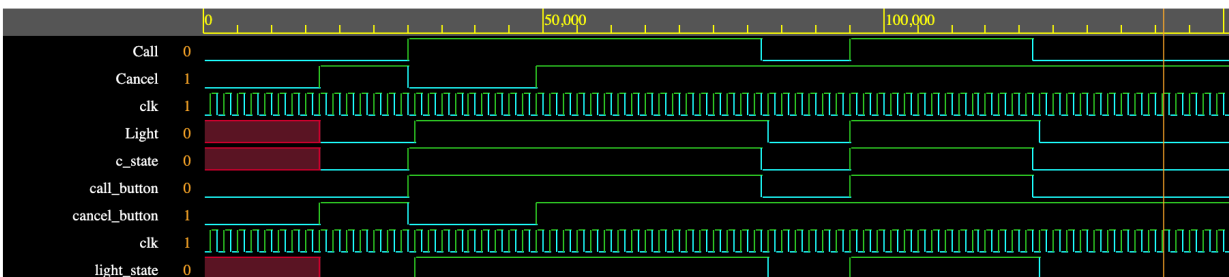 0 50,000 100,000
Call 0
Cancel 1
clk 1
Light 0
c_state 0
call_button 0
cancel_button 1
clk 1
light_state 0